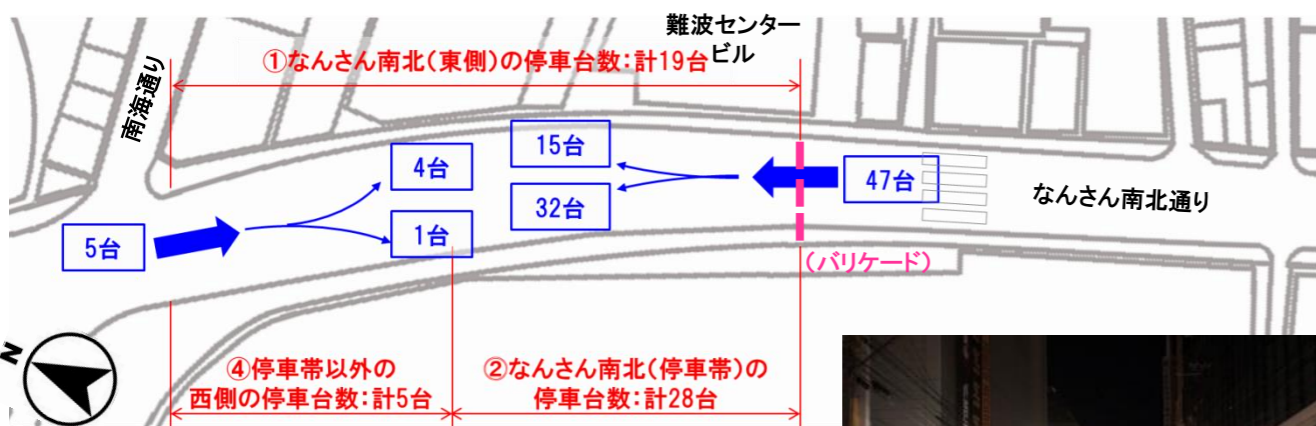 難波センター
ビル
①なんさん南北(東側)の停車台数:計19台
南海通り
15台
4台
47台
32台
なんさん南北通り
1台
5台
(バリケード)
N
④停車帯以外の
西側の停車台数:計5台
②なんさん南北(停車帯)の
停車台数:計28台